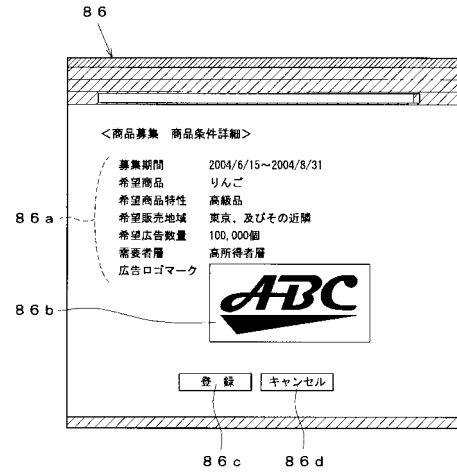 86
<商品募集 商品条件詳細>
募集期間 2004/6/15~2004/8/31
希望商品 りんご
希望商品特性 高級品
希望販売地域 東京、及びその近隣
希望広告数量 100,000個
需要者層 高所得者層
広告ロゴマーク
86a
ABC
86b
登 録 キャンセル
86c 86d